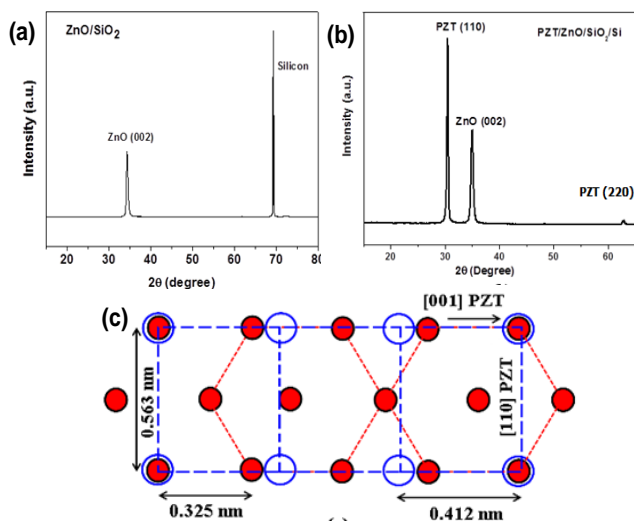 (a)
ZnO/SiO₂
Silicon
ZnO (002)
Intensity (a.u.)
20 30 40 50 60 70 80
2θ (degree)
(b)
PZT (110)
PZT/ZnO/SiO₂/Si
ZnO (002)
PZT (220)
Intensity (a.u.)
20 30 40 50 60
2θ (Degree)
(c)
[001] PZT
0.563 nm
[110] PZT
0.325 nm
0.412 nm